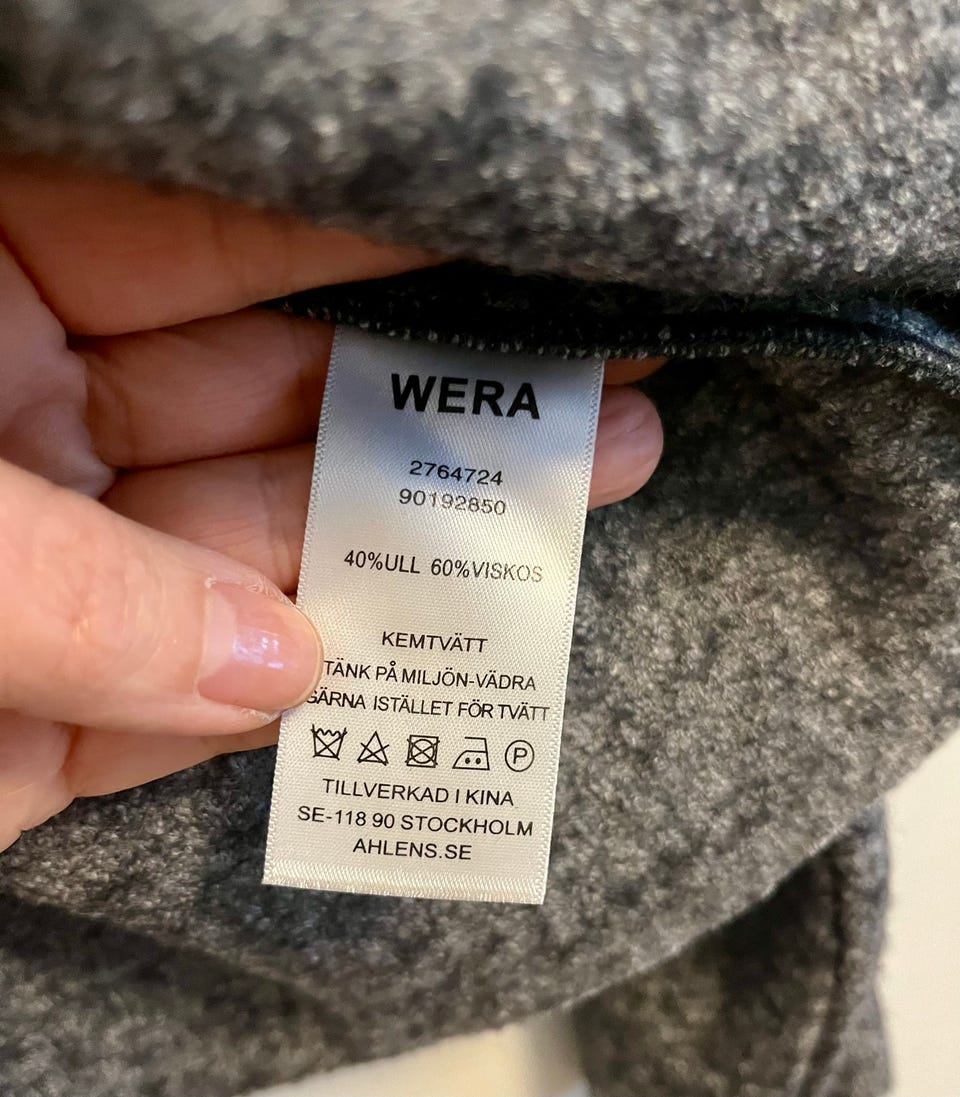 WERA
2764724
90192850
40%ULL 60%VISKOS
KEMTVÄTT
TÄNK PÅ MILJÖN-VÄDRA
GÄRNA ISTÄLLET FÖR TVÄTT
P
TILLVERKAD I KINA
SE-118 90 STOCKHOLM
AHLENS.SE